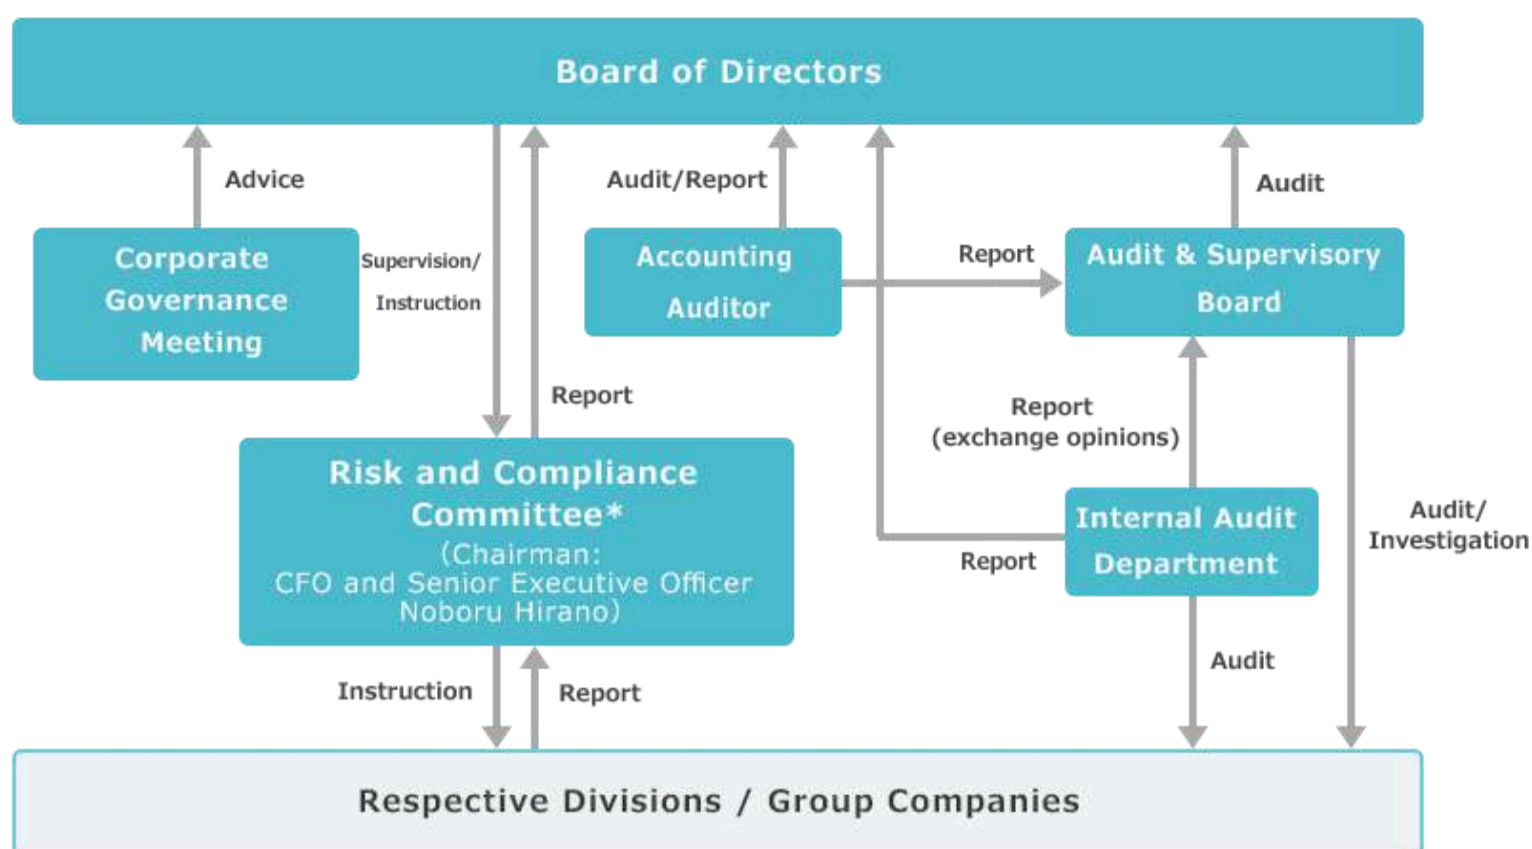 Board of Directors
Advice
Audit/Report
Audit
Corporate
Governance
Meeting
Supervision/
Instruction
Accounting
Auditor
Report
Audit & Supervisory
Board
Report
Report
(exchange opinions)
Risk and Compliance
Committee*
(Chairman:
CFO and Senior Executive Officer
Noboru Hirano)
Internal Audit
Department
Report
Audit/
Investigation
Audit
Instruction
Report
Respective Divisions / Group Companies